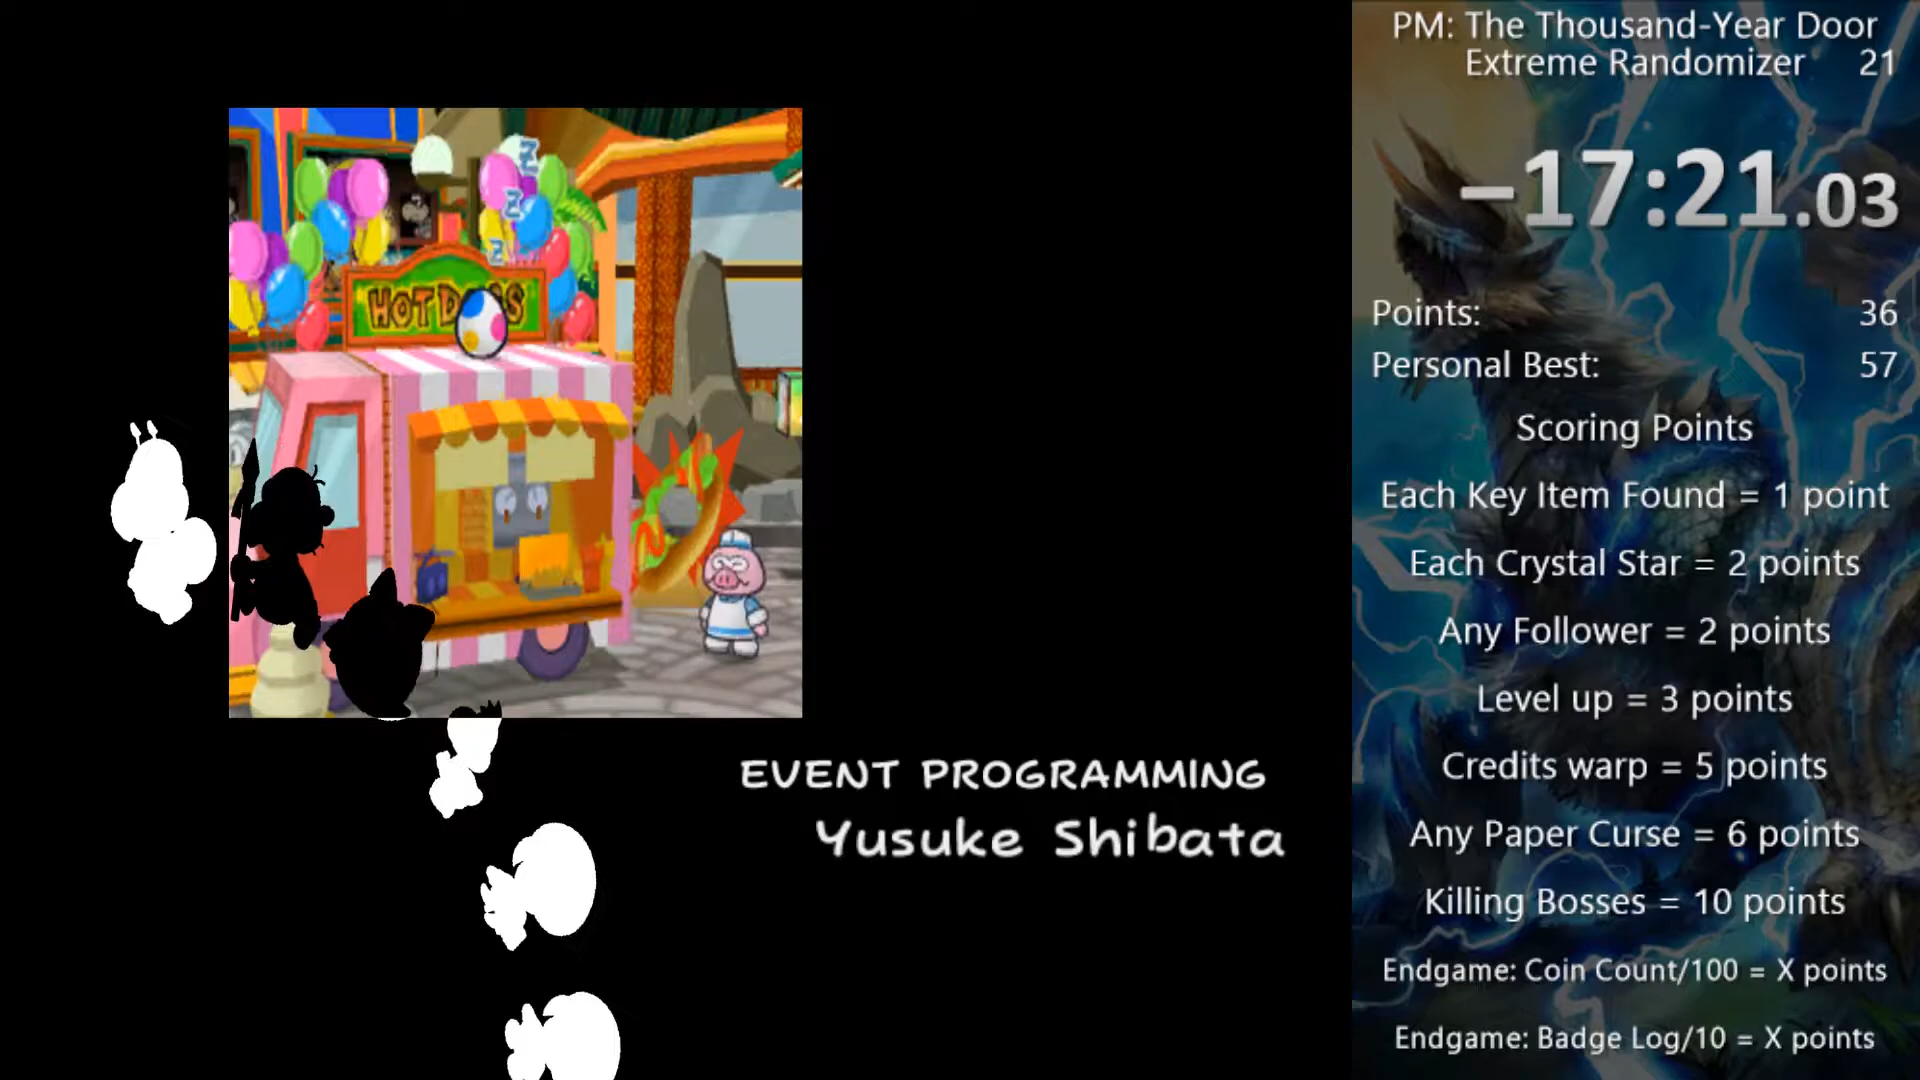 PM: The Thousand-Year Door
Extreme Randomizer 21
−17:21.03
Points: 36
Personal Best: 57
Scoring Points
Each Key Item Found = 1 point
Each Crystal Star = 2 points
Any Follower = 2 points
Level up = 3 points
Credits warp = 5 points
Any Paper Curse = 6 points
Killing Bosses = 10 points
Endgame: Coin Count/100 = X points
Endgame: Badge Log/10 = X points
Z
Z
Z
HOT DOGS
EVENT PROGRAMMING
Yusuke Shibata